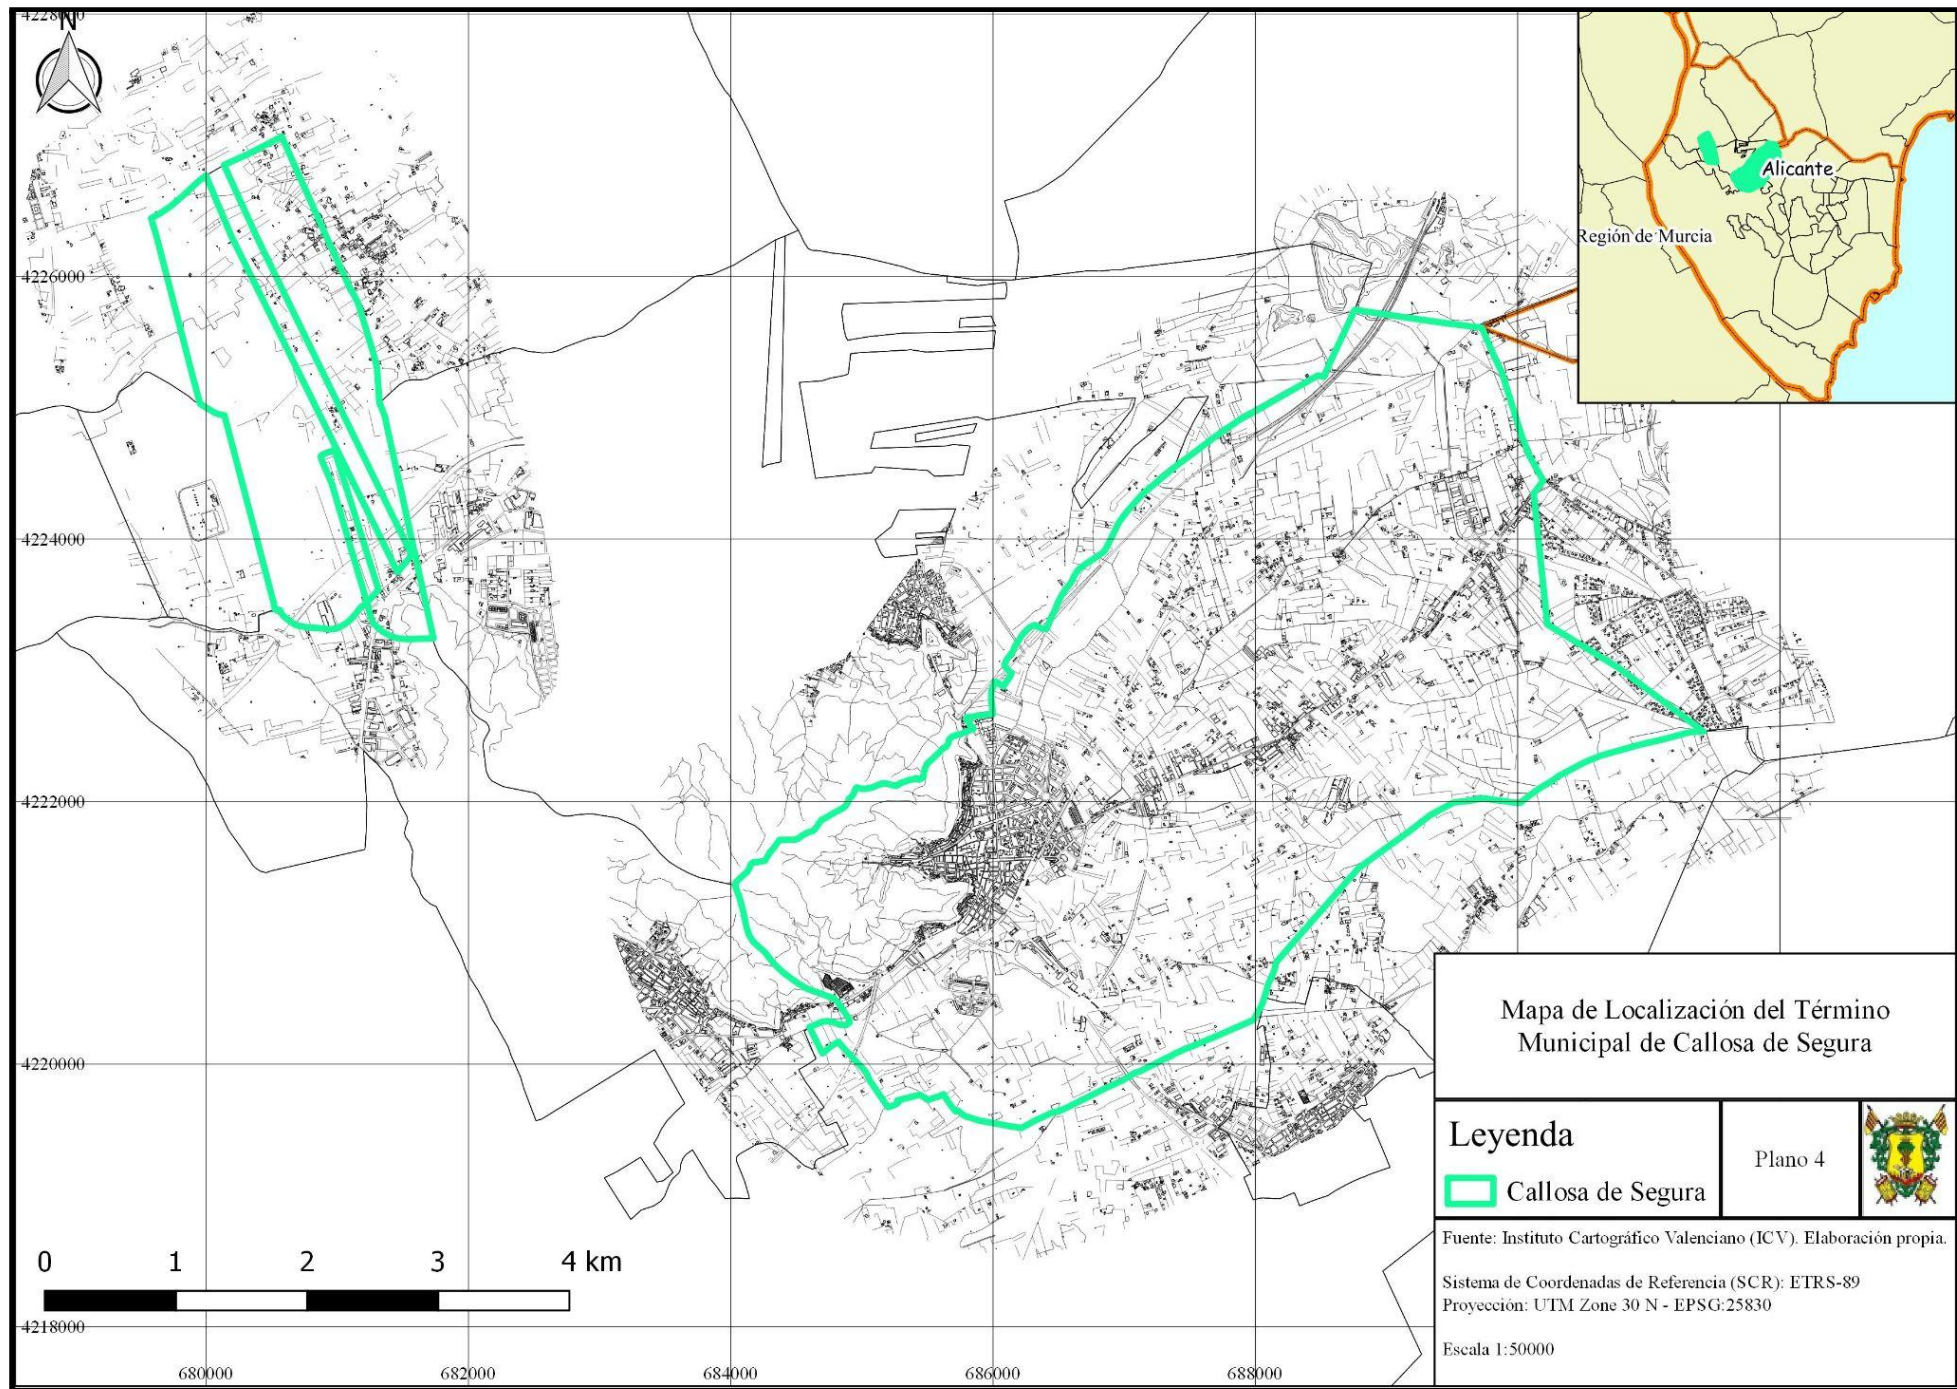 4228000
N
Alicante
Región de Murcia
4226000
4224000
4222000
4220000
4218000
680000
682000
684000
686000
688000
0 1 2 3 4 km
Mapa de Localización del Término
Municipal de Callosa de Segura
Leyenda
Callosa de Segura
Plano 4
Fuente: Instituto Cartográfico Valenciano (ICV). Elaboración propia.
Sistema de Coordenadas de Referencia (SCR): ETRS-89
Proyección: UTM Zone 30 N - EPSG:25830
Escala 1:50000